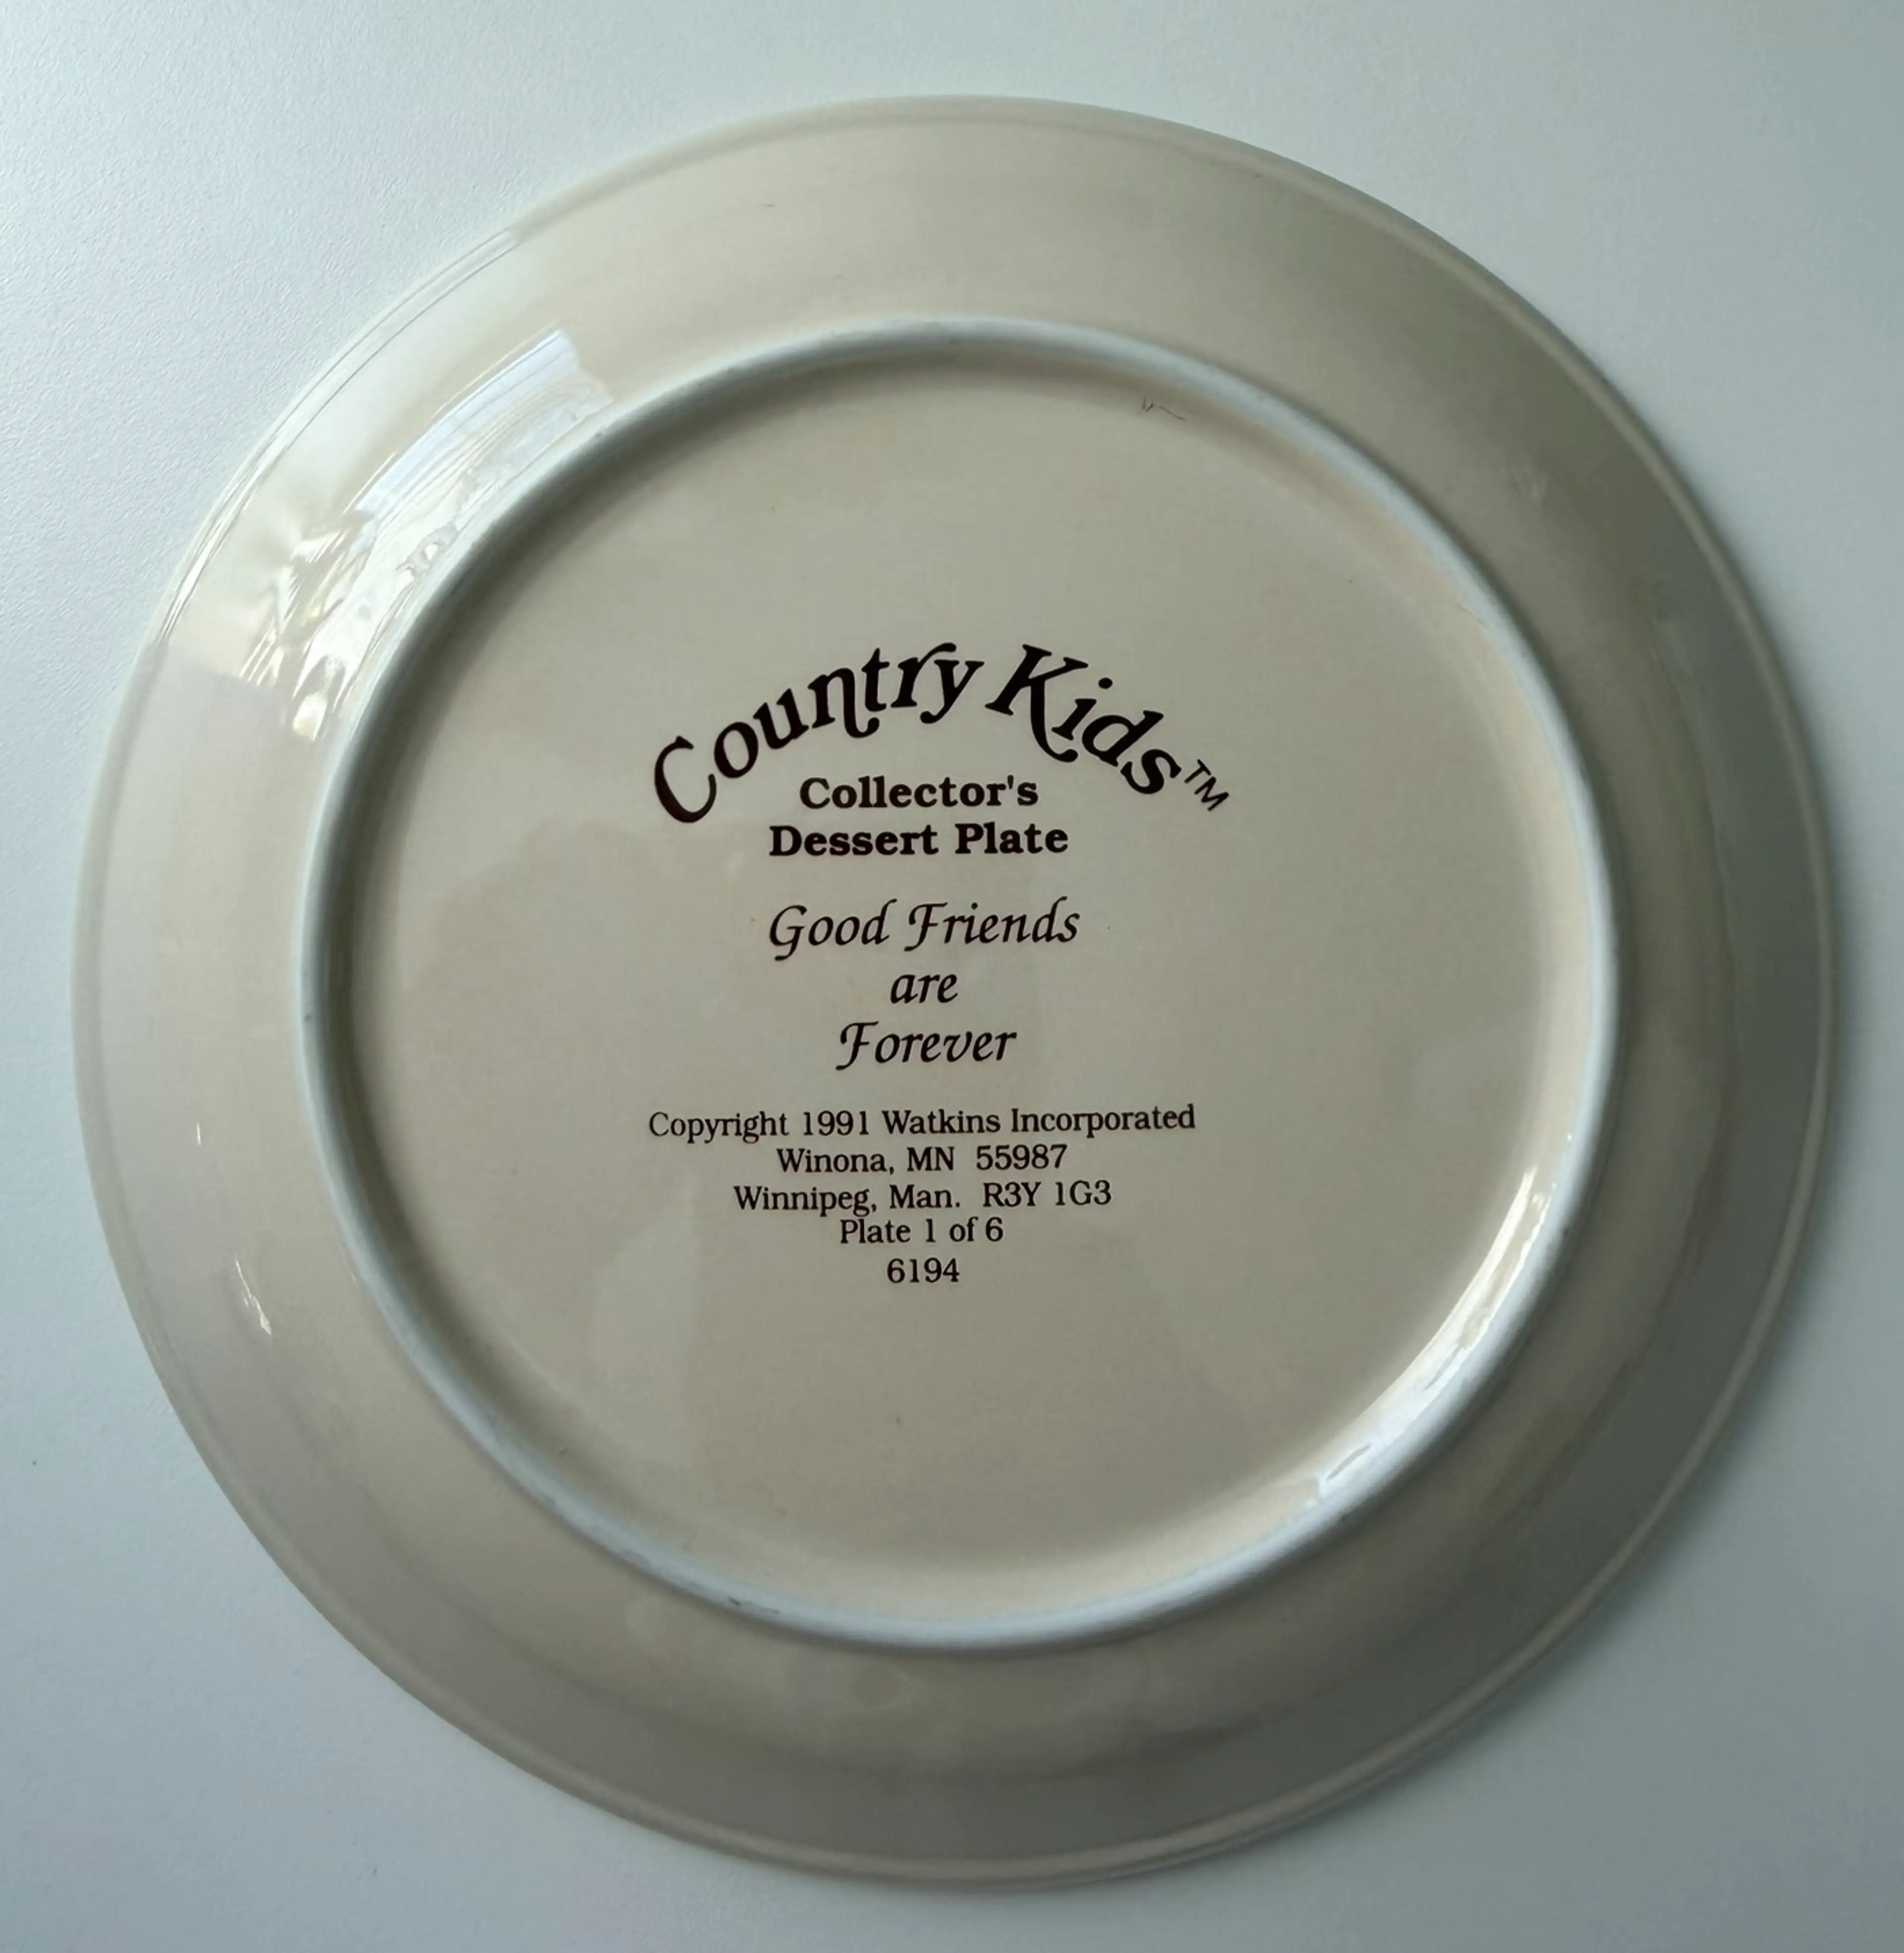 Country Kids™
Collector's
Dessert Plate
Good Friends
are
Forever
Copyright 1991 Watkins Incorporated
Winona, MN 55987
Winnipeg, Man. R3Y 1G3
Plate 1 of 6
6194